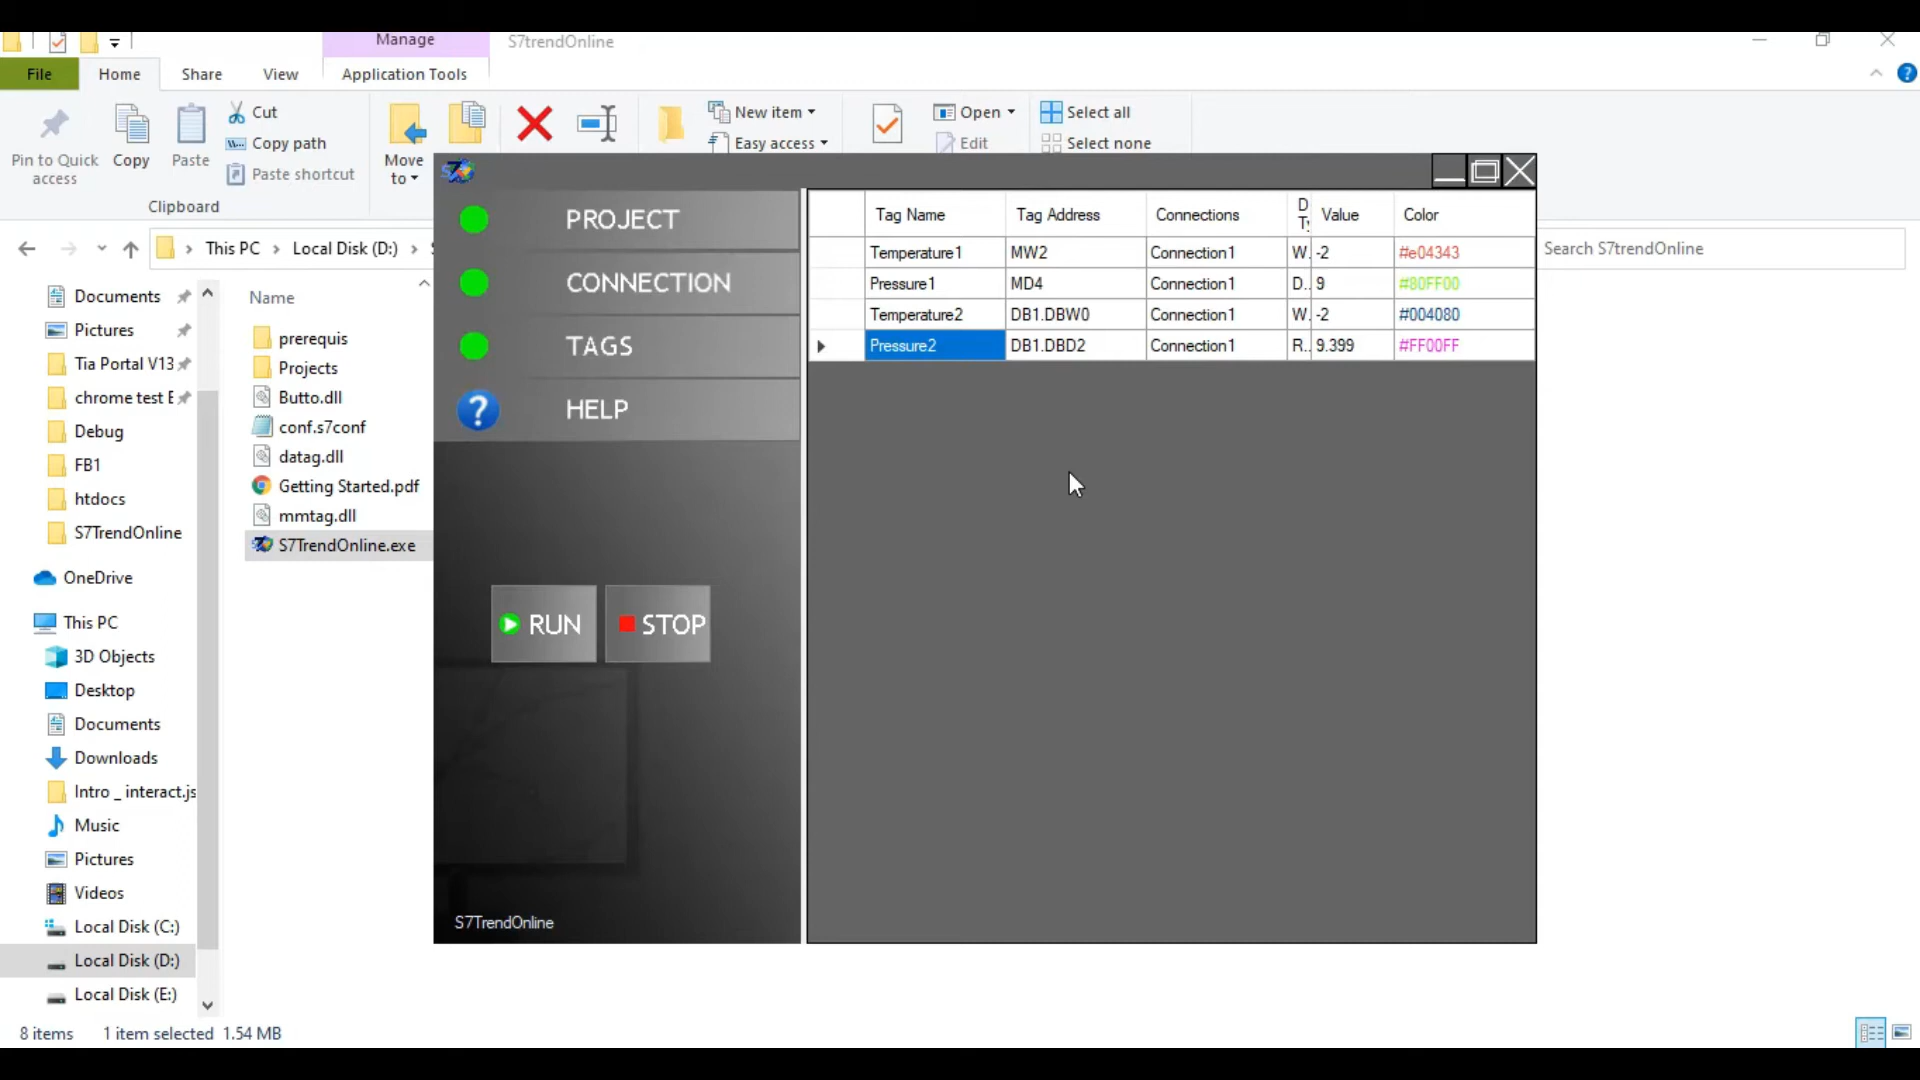 Manage
S7trendOnline
File
Home
Share
View
Application Tools
Pin to Quick access
Copy
Paste
Cut
Copy path
Paste shortcut
Clipboard
Move to
New item
Easy access
Open
Edit
Select all
Select none
This PC > Local Disk (D:) >
Search S7trendOnline
Documents
Pictures
Tia Portal V13
chrome test E
Debug
FB1
htdocs
S7TrendOnline
OneDrive
This PC
3D Objects
Desktop
Documents
Downloads
Intro _ interact.js
Music
Pictures
Videos
Local Disk (C:)
Local Disk (D:)
Local Disk (E:)
Name
prerequis
Projects
Butto.dll
conf.s7conf
datag.dll
Getting Started.pdf
mmtag.dll
S7TrendOnline.exe
PROJECT
CONNECTION
TAGS
? HELP
RUN
STOP
S7TrendOnline
Tag Name Tag Address Connections D Ty Value Color
Temperature1 MW2 Connection1 W. -2 #e04343
Pressure1 MD4 Connection1 D.. 9 #80FF00
Temperature2 DB1.DBW0 Connection1 W. -2 #004080
Pressure2 DB1.DBD2 Connection1 R.. 9.399 #FF00FF
8 items 1 item selected 1.54 MB